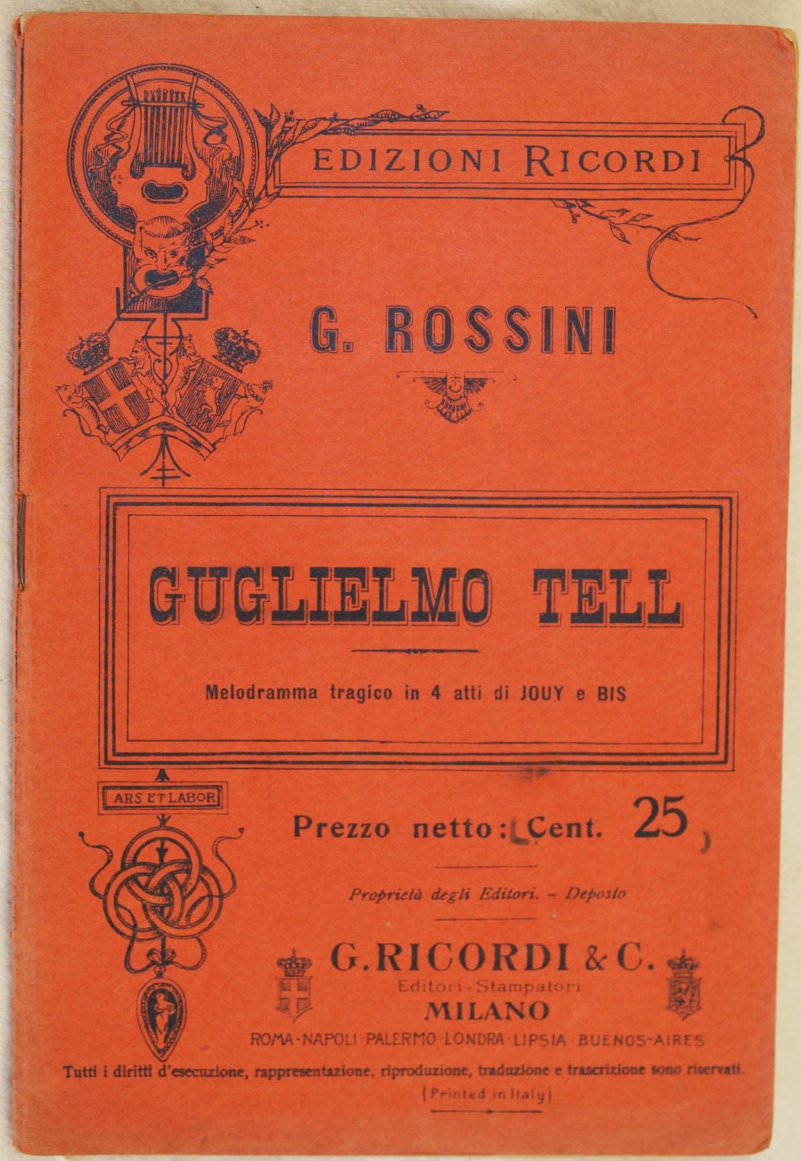 EDIZIONI RICORDI
G. ROSSINI
GUGLIELMO TELL
Melodramma tragico in 4 atti di JOUY e BIS
ARS ET LABOR
Prezzo netto: Cent. 25
Proprietà degli Editori. - Deposto
G. RICORDI & C.
Editori-Stampatori
MILANO
ROMA-NAPOLI-PALERMO-LONDRA-LIPSIA-BUENOS-AIRES
Tutti i diritti d'esecuzione, rappresentazione, riproduzione, traduzione e trascrizione sono riservati.
(Printed in Italy)